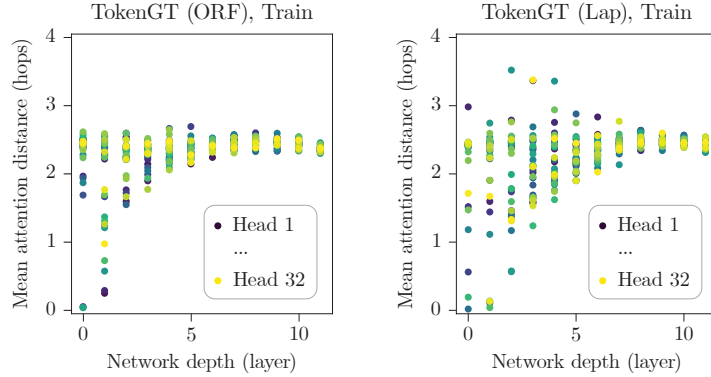 TokenGT (ORF), Train
Mean attention distance (hops)
4
3
2
1
0
Head 1
...
Head 32
0 5 10
Network depth (layer)
TokenGT (Lap), Train
Mean attention distance (hops)
4
3
2
1
0
Head 1
...
Head 32
0 5 10
Network depth (layer)